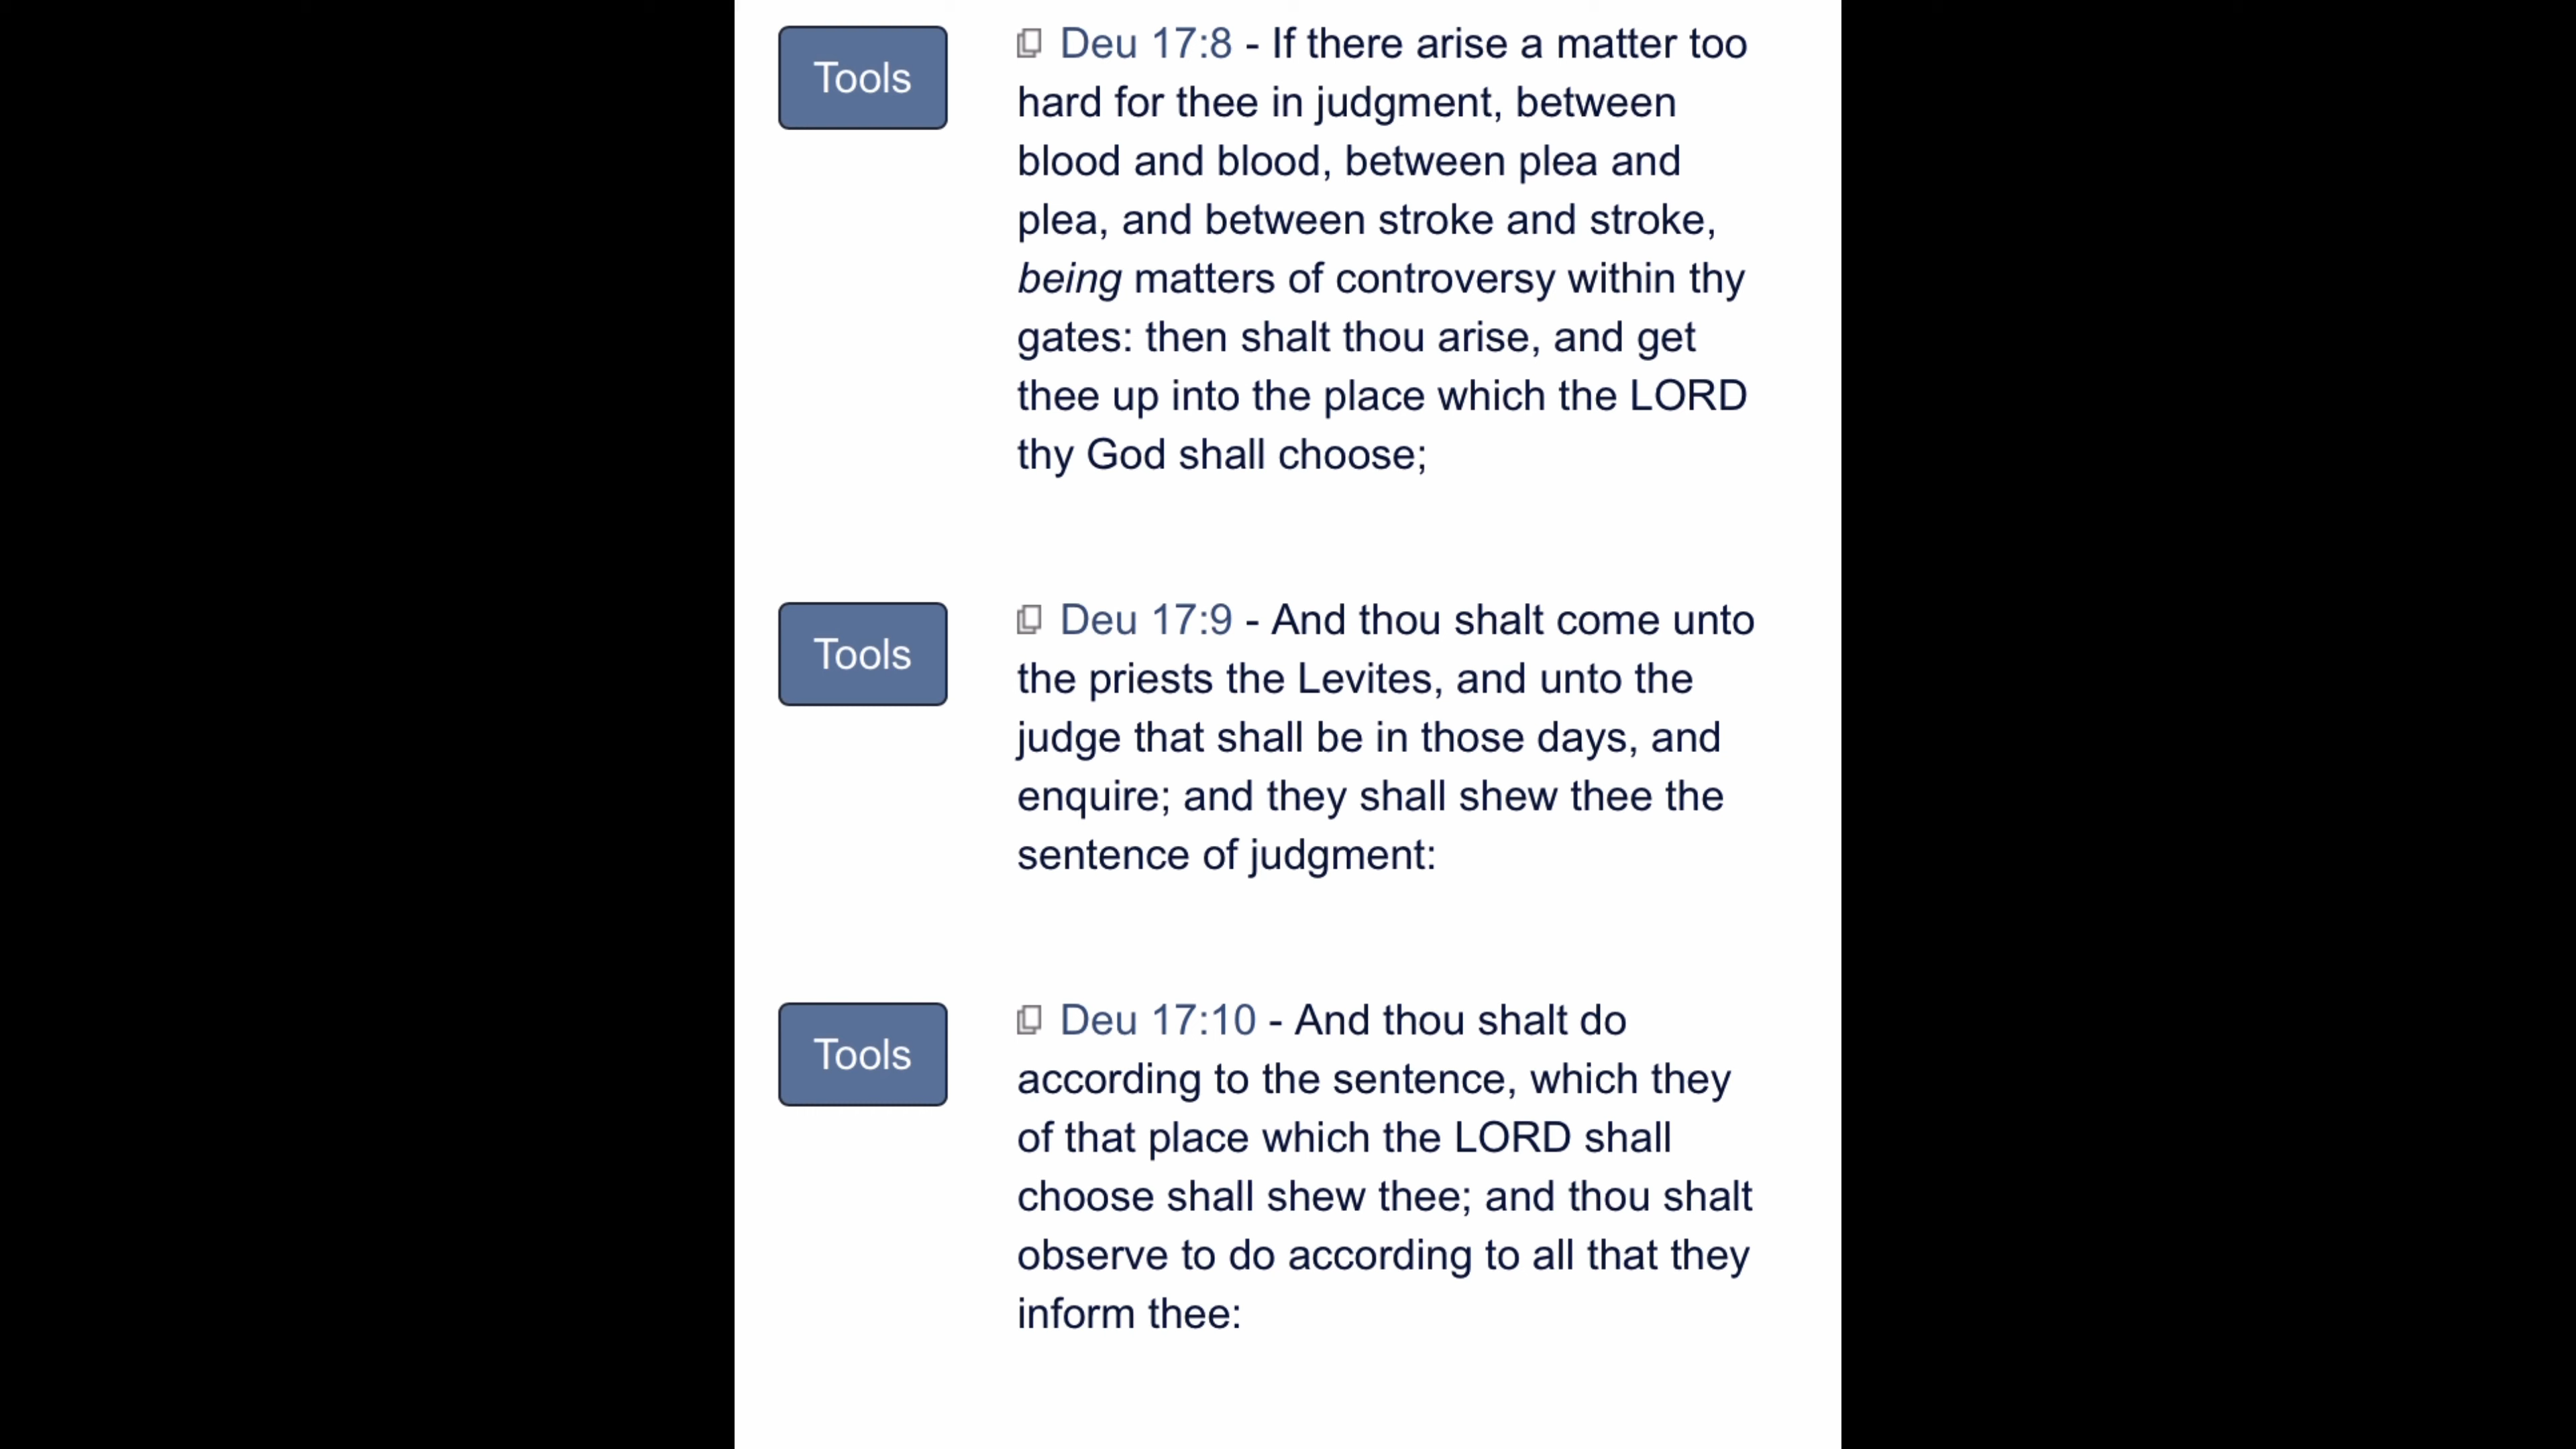 Tools
Deu 17:8 - If there arise a matter too
hard for thee in judgment, between
blood and blood, between plea and
plea, and between stroke and stroke,
being matters of controversy within thy
gates: then shalt thou arise, and get
thee up into the place which the LORD
thy God shall choose;
Tools
Deu 17:9 - And thou shalt come unto
the priests the Levites, and unto the
judge that shall be in those days, and
enquire; and they shall shew thee the
sentence of judgment:
Tools
Deu 17:10 - And thou shalt do
according to the sentence, which they
of that place which the LORD shall
choose shall shew thee; and thou shalt
observe to do according to all that they
inform thee: